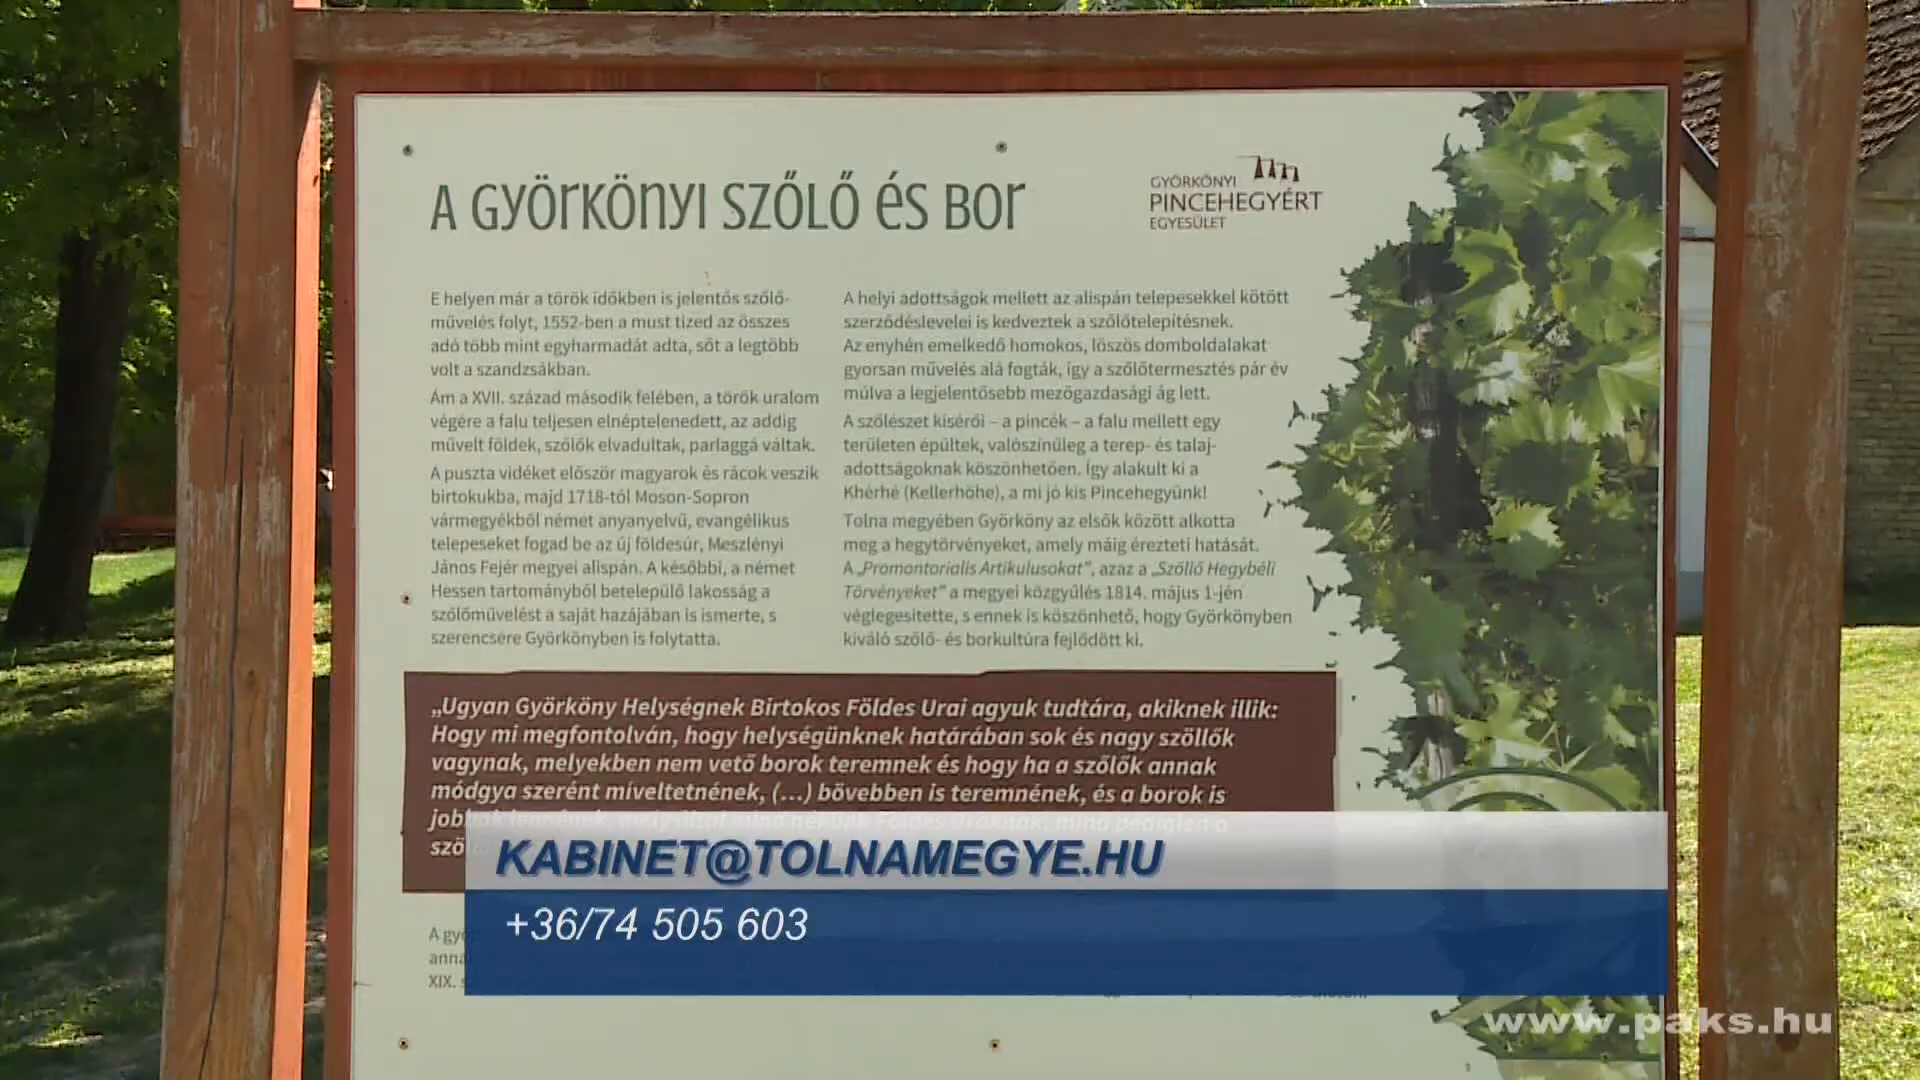 A GYÖRKÖNYI SZŐLŐ ÉS BOR
GYÖRKÖNYI
PINCEHEGYÉRT
EGYESÜLET
E helyen már a török időkben is jelentős szőlő-
művelés folyt, 1552-ben a must tized az összes
adó több mint egyharmadát adta, sőt a legtöbb
volt a szandzsákban.
Ám a XVII. század második felében, a török uralom
végére a falu teljesen elnéptelenedett, az addig
művelt földek, szőlők elvadultak, parlaggá váltak.
A puszta vidéket először magyarok és rácok veszik
birtokukba, majd 1718-tól Moson-Sopron
vármegyékből német anyanyelvű, evangélikus
telepeseket fogad be az új földesúr, Meszlényi
János Fejér megyei alispán. A későbbi, a német
Hessen tartományból betelepülő lakosság a
szőlőművelést a saját hazájában is ismerte, s
szerencsére Györkönyben is folytatta.
A helyi adottságok mellett az alispán telepesekkel kötött
szerződéslevelei is kedveztek a szőlőtelepítésnek.
Az enyhén emelkedő homokos, löszös domboldalakat
gyorsan művelés alá fogták, így a szőlőtermesztés pár év
múlva a legjelentősebb mezőgazdasági ág lett.
A szőlészet kísérői – a pincék – a falu mellett egy
területen épültek, valószínűleg a terep- és talaj-
adottságoknak köszönhetően. Így alakult ki a
Khérhé (Kellerhöhe), a mi jó kis Pincehegyünk!
Tolna megyében Györköny az elsők között alkotta
meg a hegytörvényeket, amely máig érezteti hatását.
A „Promontorialis Artikulusokat”, azaz a „Szőllő Hegybéli
Törvényeket” a megyei közgyűlés 1814. május 1-jén
véglegesítette, s ennek is köszönhető, hogy Györkönyben
kiváló szőlő- és borkultúra fejlődött ki.
„Ugyan Györköny Helységnek Birtokos Földes Urai agyuk tudtára, akiknek illik:
Hogy mi megfontolván, hogy helységünknek határában sok és nagy szöllők
vagynak, melyekben nem vető borok teremnek és hogy ha a szőlők annak
módgya szerént míveltetnének, (...) bővebben is teremnének, és a borok is
KABINET@TOLNAMEGYE.HU
+36/74 505 603
XIX.
www.paks.hu